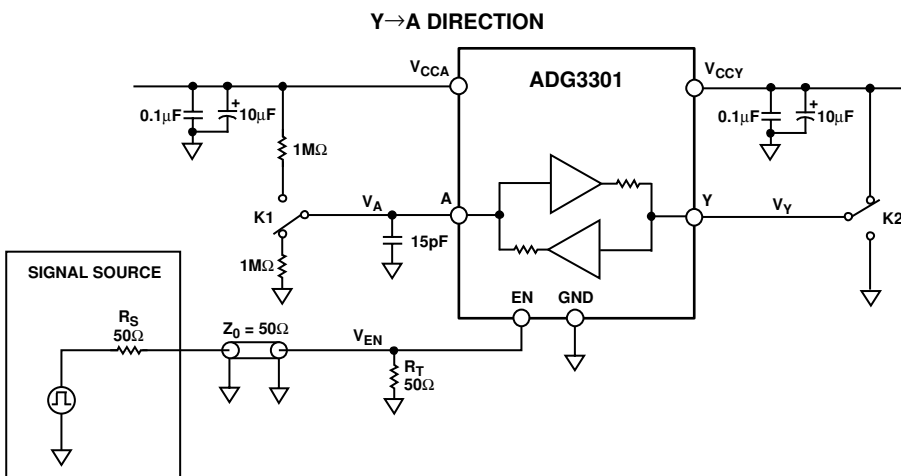 Y→A DIRECTION
V_CCA
ADG3301
V_CCY
0.1µF
+
10µF
1MΩ
0.1µF
+
10µF
K1
V_A
A
Y
V_Y
K2
15pF
1MΩ
SIGNAL SOURCE
EN
GND
R_S
50Ω
Z_0 = 50Ω
V_EN
R_T
50Ω